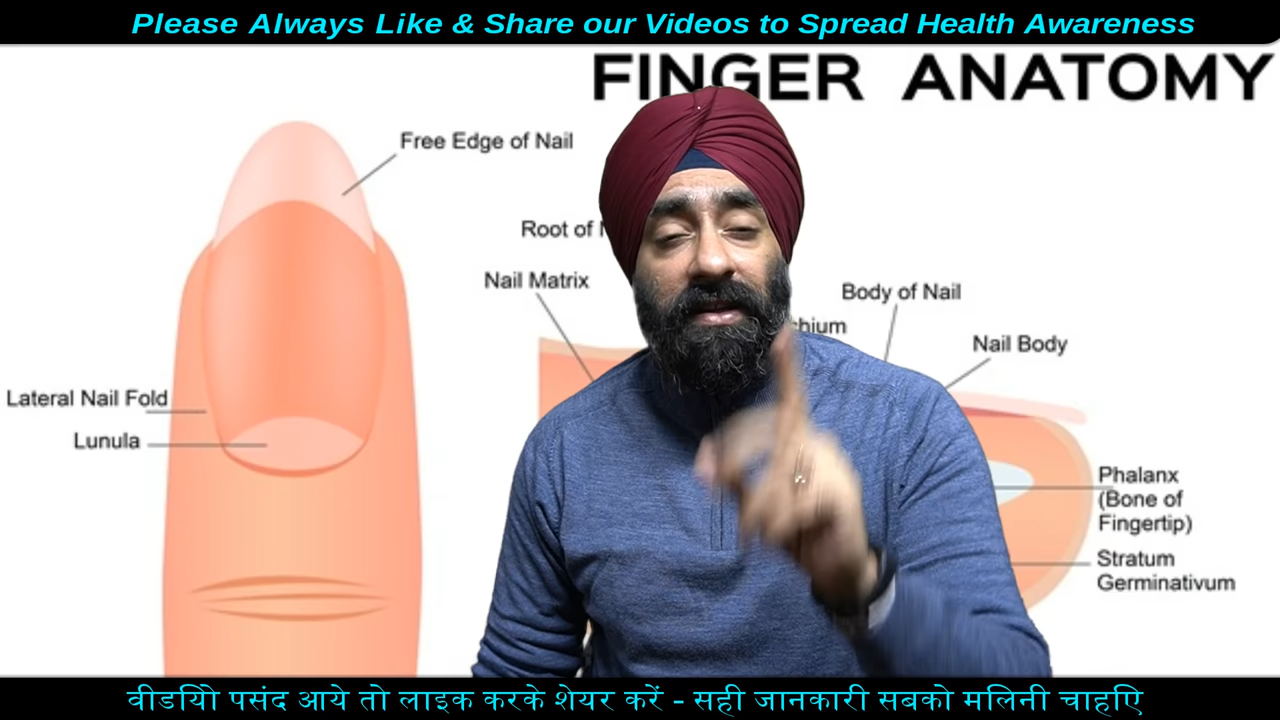 Please Always Like & Share our Videos to Spread Health Awareness
FINGER ANATOMY
Free Edge of Nail
Root of
Nail Matrix
Body of Nail
Nail Body
Lateral Nail Fold
Lunula
Phalanx
(Bone of
Fingertip)
Stratum
Germinativum
वीडियो पसंद आये तो लाइक करके शेयर करें - सही जानकारी सबको मिलनी चाहिए